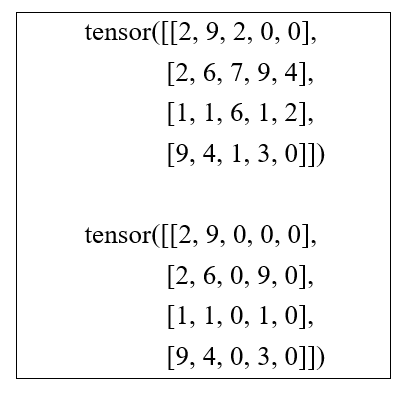 tensor([[2, 9, 2, 0, 0],
[2, 6, 7, 9, 4],
[1, 1, 6, 1, 2],
[9, 4, 1, 3, 0]])
tensor([[2, 9, 0, 0, 0],
[2, 6, 0, 9, 0],
[1, 1, 0, 1, 0],
[9, 4, 0, 3, 0]])